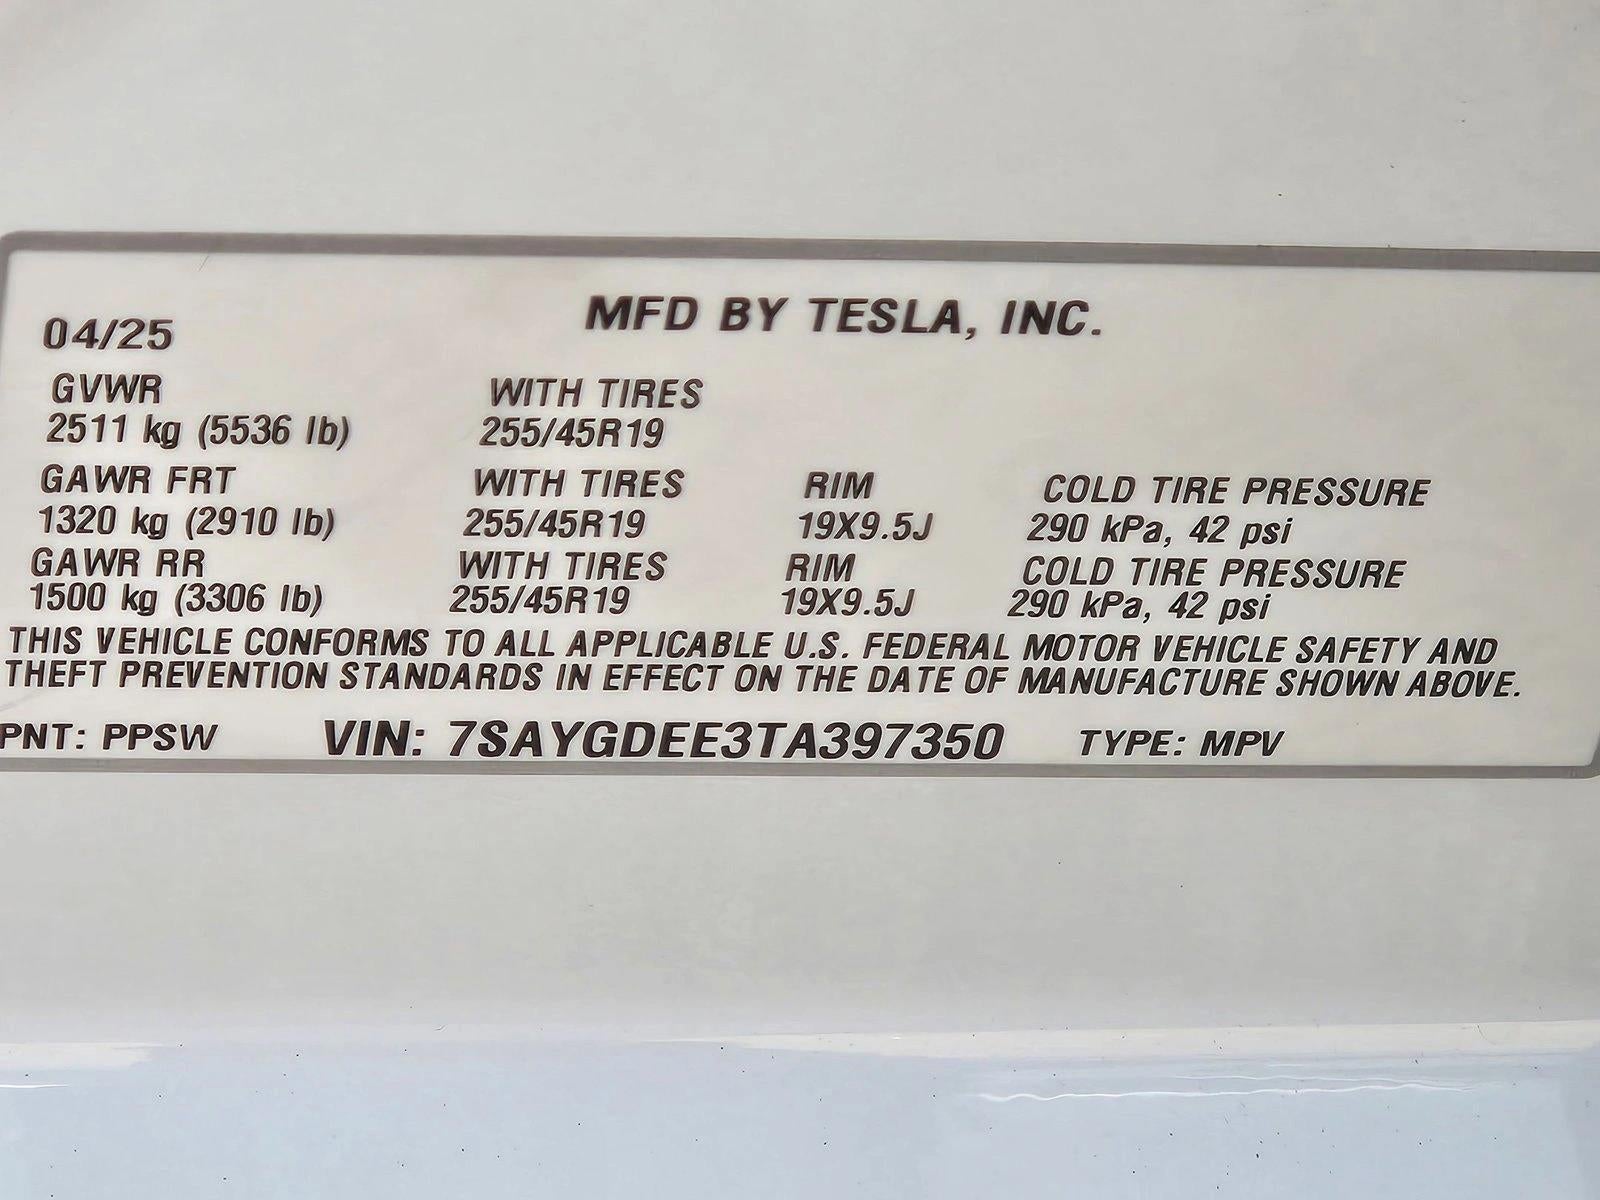 MFD BY TESLA, INC.
04/25
GVWR WITH TIRES
2511 kg (5536 lb) 255/45R19
GAWR FRT WITH TIRES RIM COLD TIRE PRESSURE
1320 kg (2910 lb) 255/45R19 19X9.5J 290 kPa, 42 psi
GAWR RR WITH TIRES RIM COLD TIRE PRESSURE
1500 kg (3306 lb) 255/45R19 19X9.5J 290 kPa, 42 psi
THIS VEHICLE CONFORMS TO ALL APPLICABLE U.S. FEDERAL MOTOR VEHICLE SAFETY AND
THEFT PREVENTION STANDARDS IN EFFECT ON THE DATE OF MANUFACTURE SHOWN ABOVE.
PNT: PPSW VIN: 7SAYGDEE3TA397350 TYPE: MPV